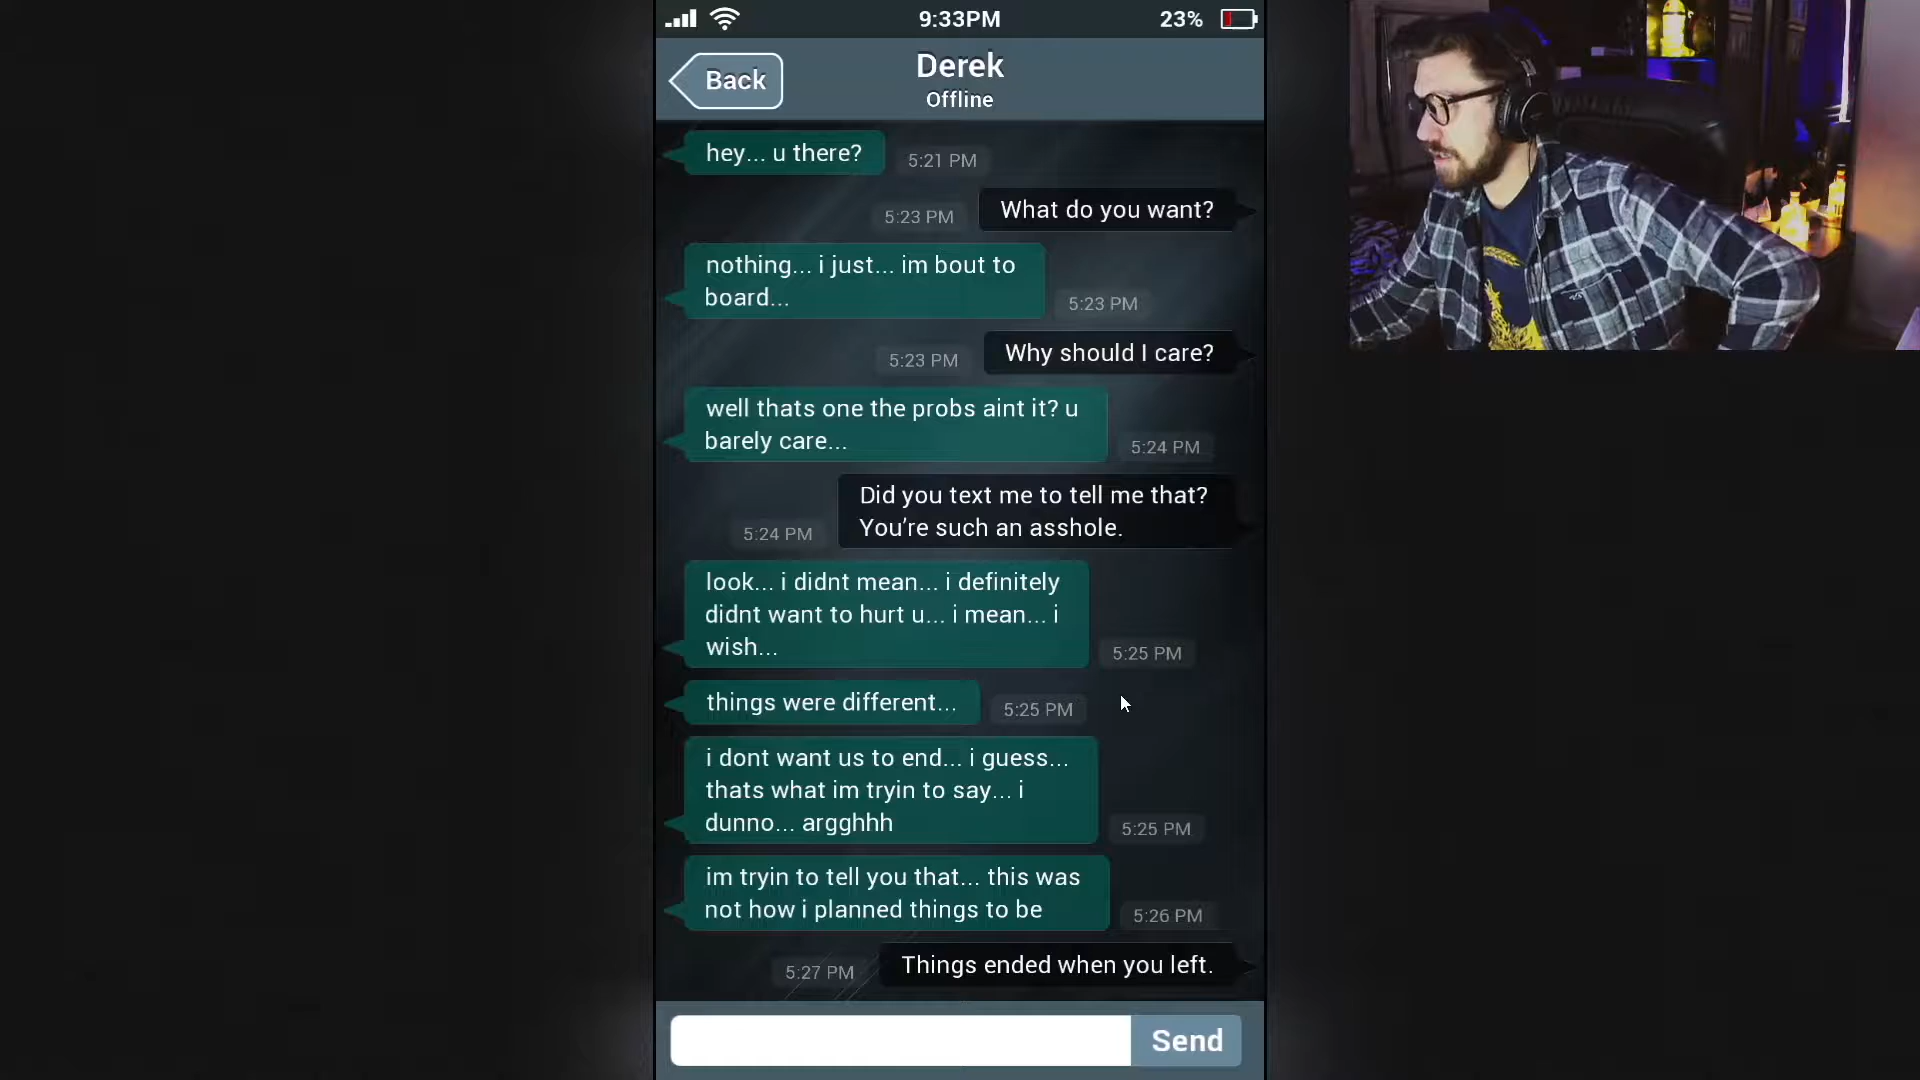 9:33PM
23%
Back
Derek
Offline
hey... u there?
5:21 PM
What do you want?
5:23 PM
nothing... i just... im bout to
board...
5:23 PM
Why should I care?
5:23 PM
well thats one the probs aint it? u
barely care...
5:24 PM
Did you text me to tell me that?
You’re such an asshole.
5:24 PM
look... i didnt mean... i definitely
didnt want to hurt u... i mean... i
wish...
5:25 PM
things were different...
5:25 PM
i dont want us to end... i guess...
thats what im tryin to say... i
dunno... argghhh
5:25 PM
im tryin to tell you that... this was
not how i planned things to be
5:26 PM
Things ended when you left.
5:27 PM
Send